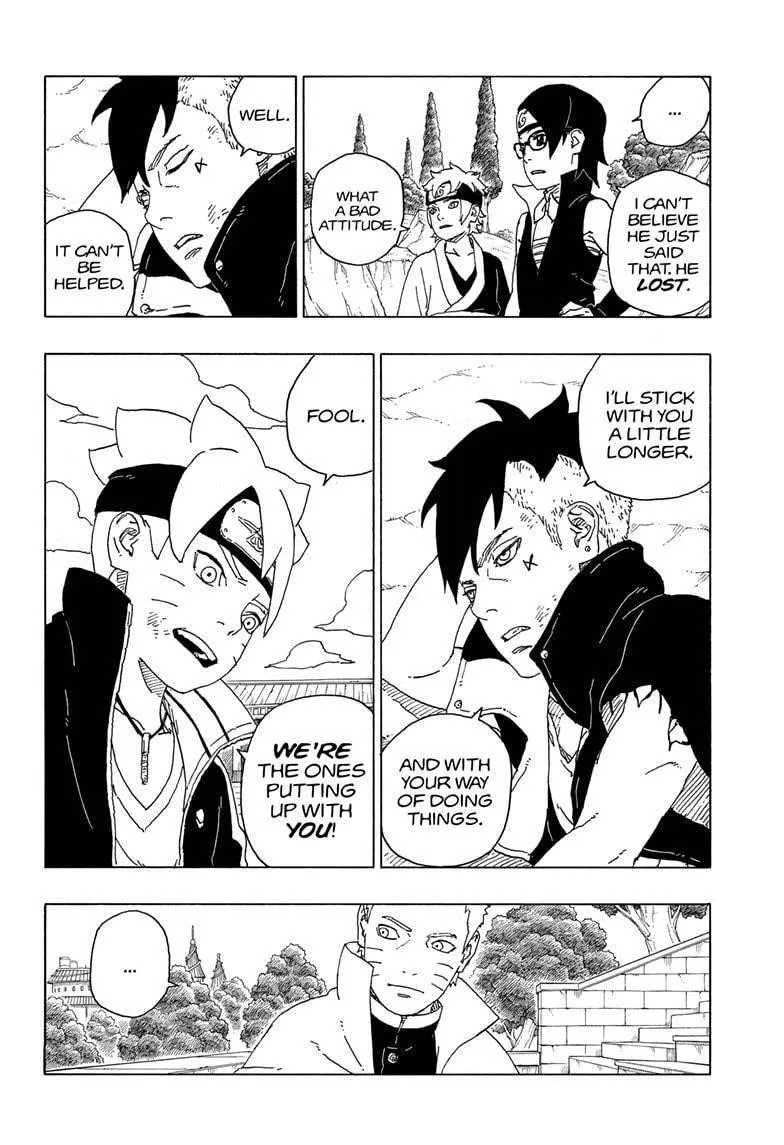 ...
I CAN'T
BELIEVE
HE JUST
SAID
THAT. HE
LOST.
WHAT
A BAD
ATTITUDE.
WELL.
IT CAN'T
BE
HELPED.
I'LL STICK
WITH YOU
A LITTLE
LONGER.
AND WITH
YOUR WAY
OF DOING
THINGS.
FOOL.
WE'RE
THE ONES
PUTTING
UP WITH
YOU!
...